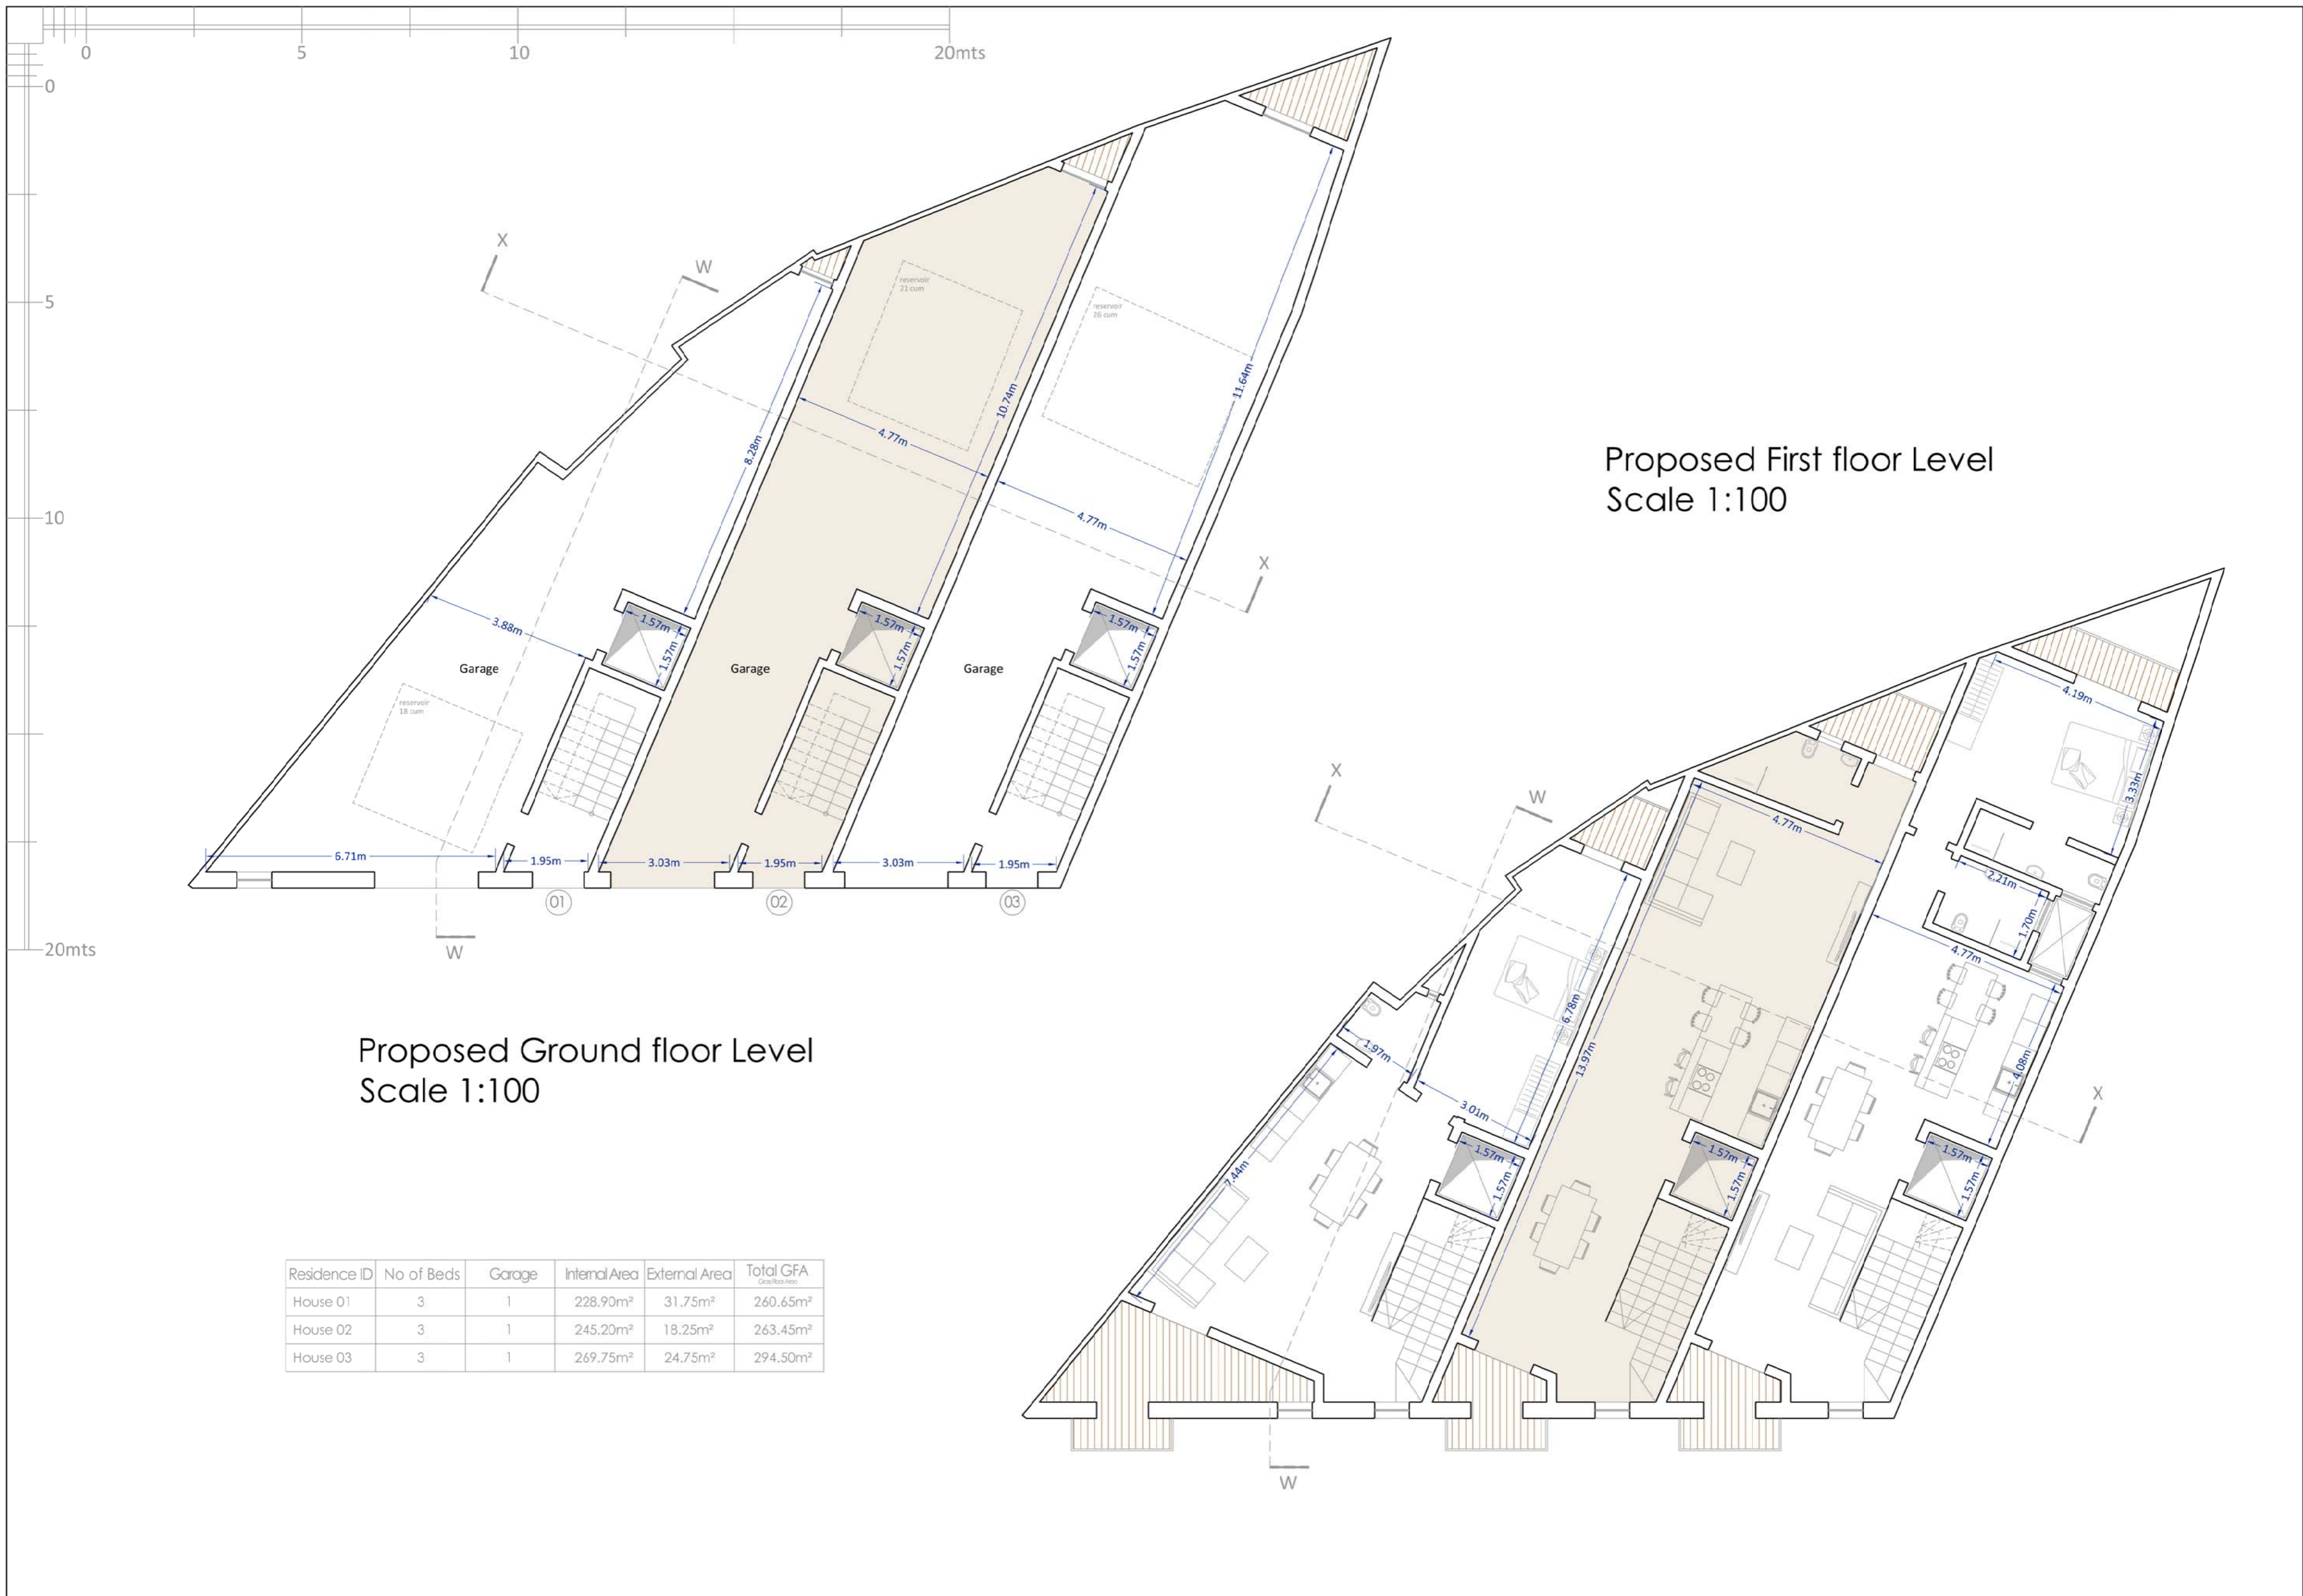 0 5 10 20mts
0
5
10
20mts
X
W
reservoir
21 cum
reservoir
26 cum
8.28m
10.74m
11.64m
4.77m
4.77m
X
3.88m
1.57m
1.57m
1.57m
1.57m
1.57m
1.57m
Garage
Garage
Garage
reservoir
18 cum
6.71m
1.95m
3.03m
1.95m
3.03m
1.95m
01
02
03
W
Proposed Ground floor Level
Scale 1:100
Proposed First floor Level
Scale 1:100
X
W
4.19m
3.33m
4.77m
2.21m
1.70m
4.77m
6.78m
13.97m
1.97m
3.01m
4.08m
X
7.44m
1.57m
1.57m
1.57m
1.57m
1.57m
1.57m
W
Residence ID No of Beds Garage Internal Area External Area Total GFA
Gross Floor Area
House 01 3 1 228.90m² 31.75m² 260.65m²
House 02 3 1 245.20m² 18.25m² 263.45m²
House 03 3 1 269.75m² 24.75m² 294.50m²